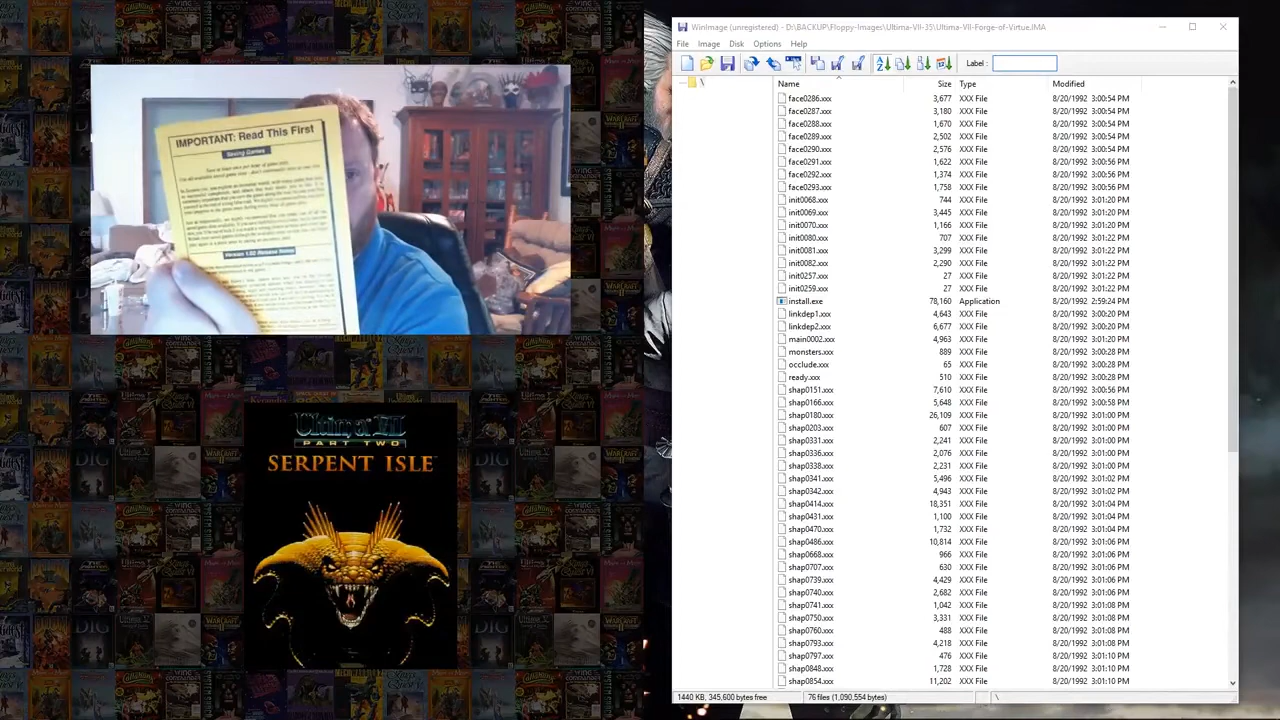 IMPORTANT: Read This First
Saving Games
Version 1.02 Release Notes
Ultima VII
PART TWO
SERPENT ISLE
WinImage (unregistered) - D:\BACKUP\Floppy-Images\Ultima-VII-35\Ultima-VII-Forge-of-Virtue.IMA
File Image Disk Options Help
Label :
\
Name Size Type Modified
face0286.xxx 3,677 XXX File 8/20/1992 3:00:54 PM
face0287.xxx 3,180 XXX File 8/20/1992 3:00:54 PM
face0288.xxx 1,670 XXX File 8/20/1992 3:00:54 PM
face0289.xxx 2,502 XXX File 8/20/1992 3:00:54 PM
face0290.xxx 2,576 XXX File 8/20/1992 3:00:54 PM
face0291.xxx 1,622 XXX File 8/20/1992 3:00:56 PM
face0292.xxx 1,374 XXX File 8/20/1992 3:00:56 PM
face0293.xxx 1,758 XXX File 8/20/1992 3:00:56 PM
init0068.xxx 744 XXX File 8/20/1992 3:01:20 PM
init0069.xxx 3,445 XXX File 8/20/1992 3:01:20 PM
init0070.xxx 1,166 XXX File 8/20/1992 3:01:22 PM
init0080.xxx 707 XXX File 8/20/1992 3:01:22 PM
init0081.xxx 1,299 XXX File 8/20/1992 3:01:22 PM
init0082.xxx 2,290 XXX File 8/20/1992 3:01:22 PM
init0257.xxx 27 XXX File 8/20/1992 3:01:22 PM
init0259.xxx 27 XXX File 8/20/1992 3:01:22 PM
install.exe 78,160 Application 8/20/1992 2:59:24 PM
linkdep1.xxx 4,643 XXX File 8/20/1992 3:00:20 PM
linkdep2.xxx 6,677 XXX File 8/20/1992 3:00:20 PM
main0002.xxx 4,963 XXX File 8/20/1992 3:01:20 PM
monsters.xxx 889 XXX File 8/20/1992 3:00:28 PM
occlude.xxx 65 XXX File 8/20/1992 3:00:28 PM
ready.xxx 510 XXX File 8/20/1992 3:00:28 PM
shap0151.xxx 7,610 XXX File 8/20/1992 3:00:56 PM
shap0166.xxx 5,648 XXX File 8/20/1992 3:00:58 PM
shap0180.xxx 26,109 XXX File 8/20/1992 3:01:00 PM
shap0203.xxx 607 XXX File 8/20/1992 3:01:00 PM
shap0331.xxx 2,241 XXX File 8/20/1992 3:01:00 PM
shap0336.xxx 2,076 XXX File 8/20/1992 3:01:00 PM
shap0338.xxx 2,231 XXX File 8/20/1992 3:01:00 PM
shap0341.xxx 5,496 XXX File 8/20/1992 3:01:02 PM
shap0342.xxx 4,943 XXX File 8/20/1992 3:01:02 PM
shap0414.xxx 18,351 XXX File 8/20/1992 3:01:04 PM
shap0431.xxx 1,100 XXX File 8/20/1992 3:01:04 PM
shap0470.xxx 1,732 XXX File 8/20/1992 3:01:04 PM
shap0486.xxx 10,814 XXX File 8/20/1992 3:01:06 PM
shap0668.xxx 966 XXX File 8/20/1992 3:01:06 PM
shap0707.xxx 630 XXX File 8/20/1992 3:01:06 PM
shap0739.xxx 4,429 XXX File 8/20/1992 3:01:06 PM
shap0740.xxx 2,682 XXX File 8/20/1992 3:01:06 PM
shap0741.xxx 1,042 XXX File 8/20/1992 3:01:08 PM
shap0750.xxx 3,331 XXX File 8/20/1992 3:01:08 PM
shap0760.xxx 488 XXX File 8/20/1992 3:01:08 PM
shap0793.xxx 4,218 XXX File 8/20/1992 3:01:08 PM
shap0797.xxx 476 XXX File 8/20/1992 3:01:08 PM
shap0848.xxx 1,728 XXX File 8/20/1992 3:01:10 PM
shap0854.xxx 11,202 XXX File 8/20/1992 3:01:10 PM
1440 KB, 345,600 bytes free 76 files (1,090,554 bytes) \